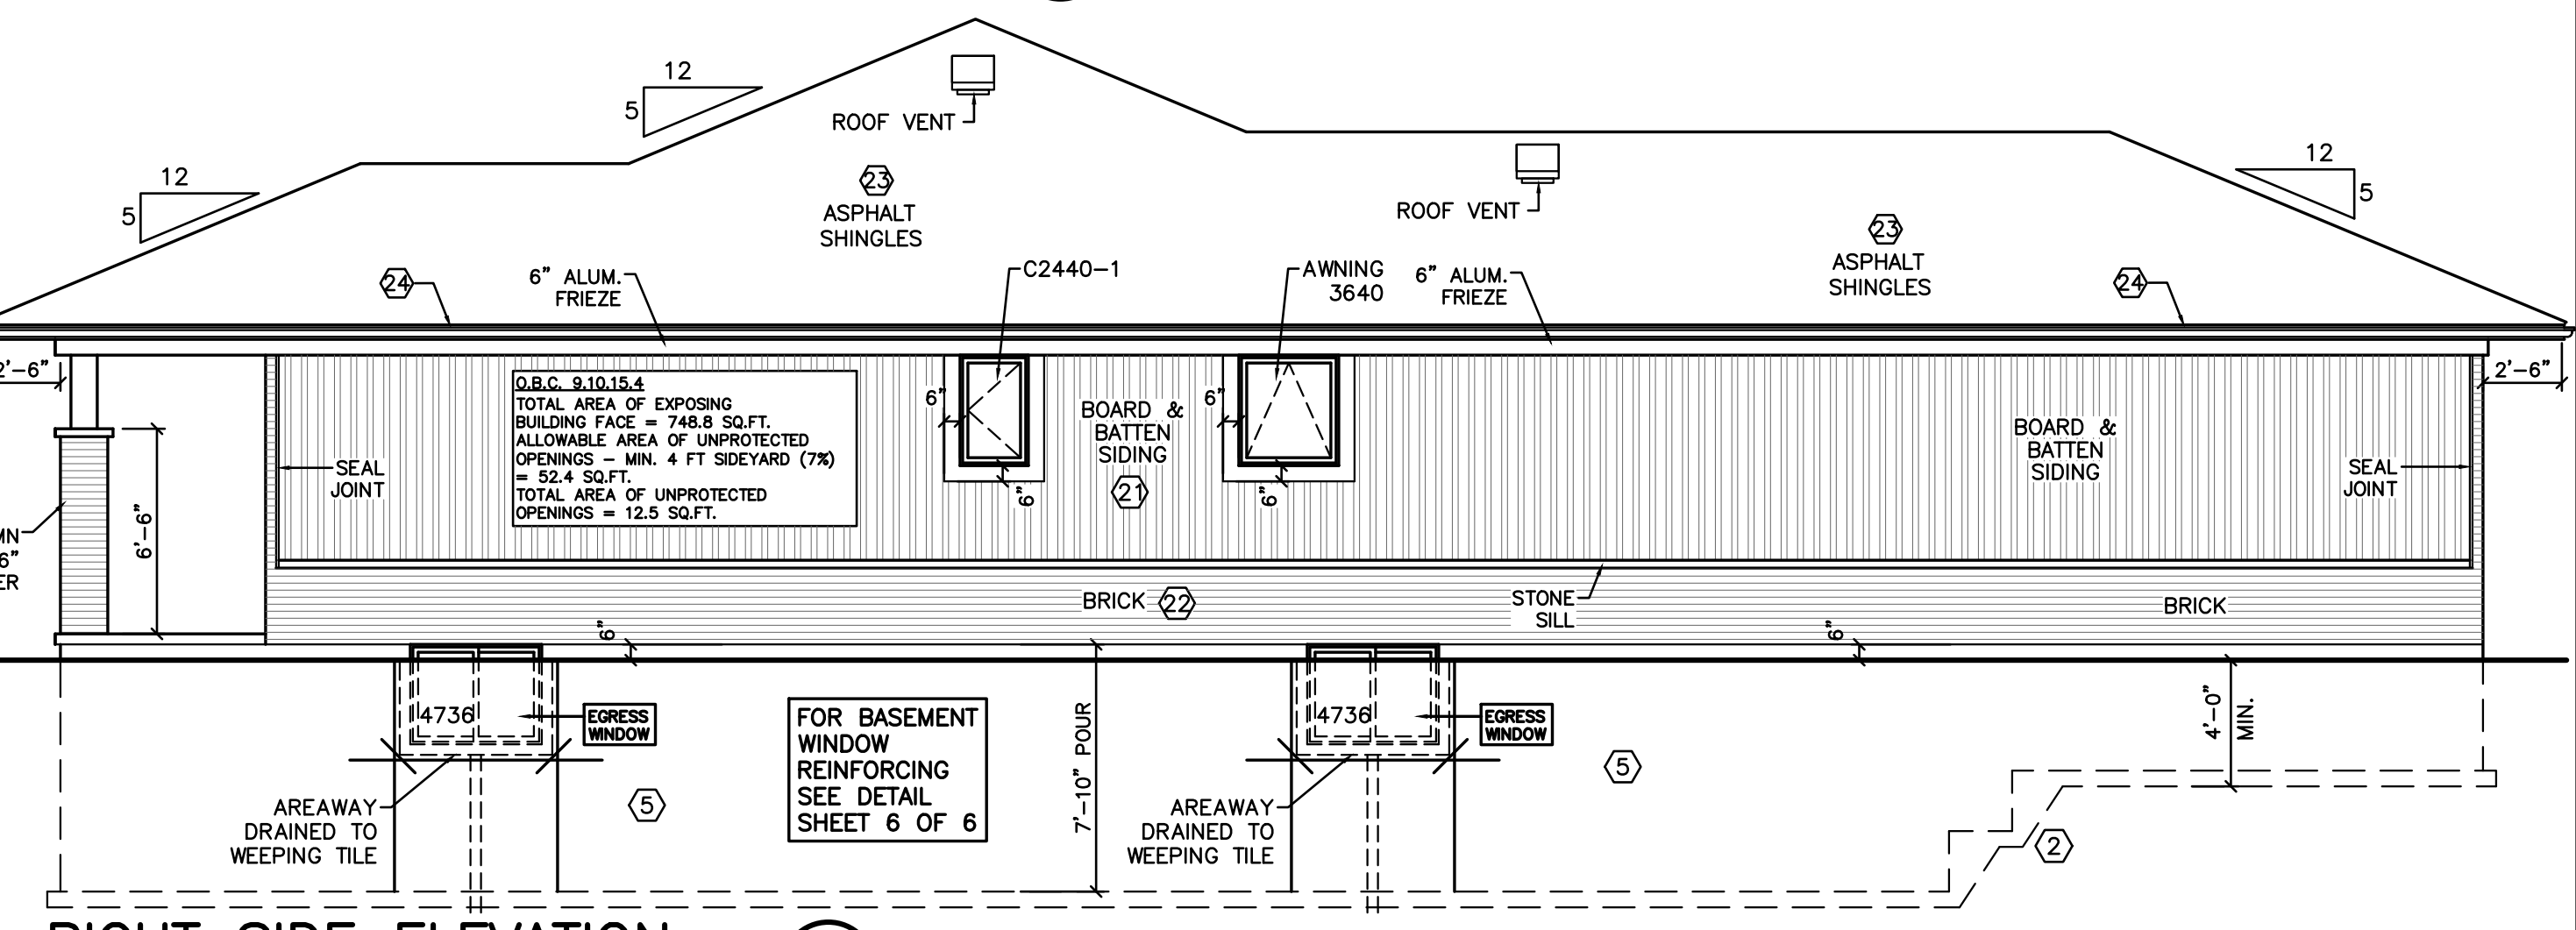 12
5
ROOF VENT
12
5
23
ASPHALT
SHINGLES
ROOF VENT
12
5
23
ASPHALT
SHINGLES
24
6" ALUM.
FRIEZE
C2440-1
AWNING
3640
6" ALUM.
FRIEZE
24
2'-6"
O.B.C. 9.10.15.4
TOTAL AREA OF EXPOSING
BUILDING FACE = 748.8 SQ.FT.
ALLOWABLE AREA OF UNPROTECTED
OPENINGS - MIN. 4 FT SIDEYARD (7%)
= 52.4 SQ.FT.
TOTAL AREA OF UNPROTECTED
OPENINGS = 12.5 SQ.FT.
6"
6"
BOARD &
BATTEN
SIDING
21
6"
6"
BOARD &
BATTEN
SIDING
2'-6"
SEAL
JOINT
SEAL
JOINT
6'-6"
MN
6"
ER
BRICK
22
STONE
SILL
BRICK
6"
6"
4736
EGRESS
WINDOW
FOR BASEMENT
WINDOW
REINFORCING
SEE DETAIL
SHEET 6 OF 6
7'-10" POUR
4736
EGRESS
WINDOW
4'-0"
MIN.
AREAWAY
DRAINED TO
WEEPING TILE
5
AREAWAY
DRAINED TO
WEEPING TILE
5
2
RIGHT SIDE ELEVATION